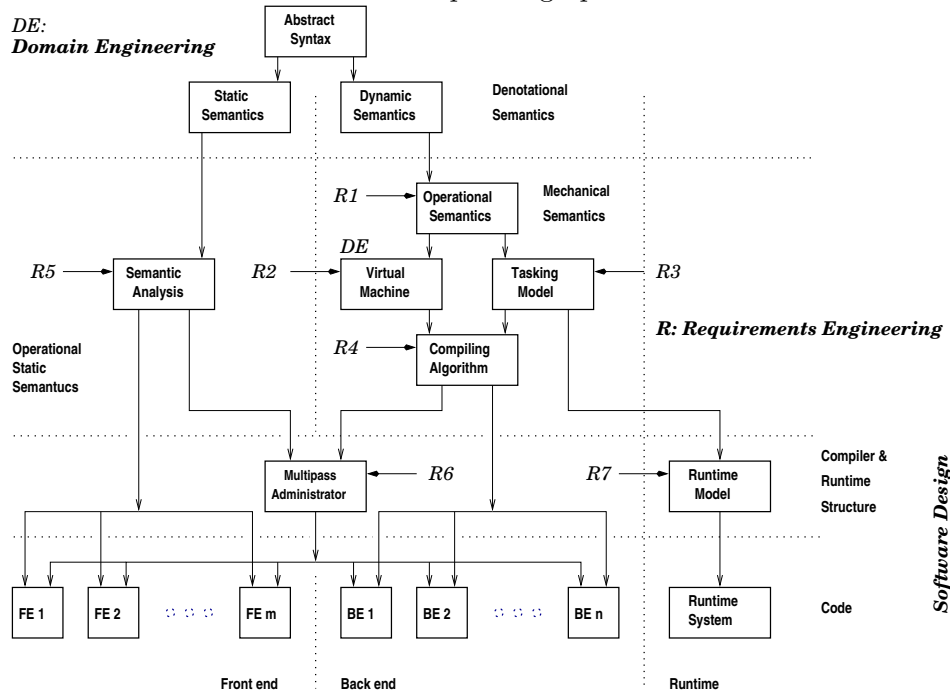 DE:
Domain Engineering
Abstract
Syntax
Static
Semantics
Dynamic
Semantics
Denotational
Semantics
R1
Operational
Semantics
Mechanical
Semantics
DE
R5
Semantic
Analysis
R2
Virtual
Machine
Tasking
Model
R3
R: Requirements Engineering
Operational
Static
Semantucs
R4
Compiling
Algorithm
Multipass
Administrator
R6
R7
Runtime
Model
Compiler &
Runtime
Structure
Software Design
FE 1
FE 2
FE m
BE 1
BE 2
BE n
Runtime
System
Code
Front end
Back end
Runtime